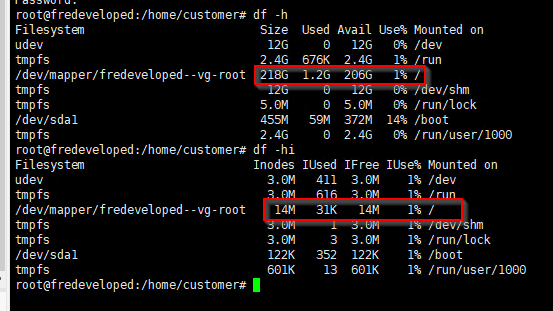 Password:
root@fredeveloped:/home/customer# df -h
Filesystem Size Used Avail Use% Mounted on
udev 12G 0 12G 0% /dev
tmpfs 2.4G 676K 2.4G 1% /run
/dev/mapper/fredeveloped--vg-root 218G 1.2G 206G 1% /
tmpfs 12G 0 12G 0% /dev/shm
tmpfs 5.0M 0 5.0M 0% /run/lock
/dev/sda1 455M 59M 372M 14% /boot
tmpfs 2.4G 0 2.4G 0% /run/user/1000
root@fredeveloped:/home/customer# df -hi
Filesystem Inodes IUsed IFree IUse% Mounted on
udev 3.0M 411 3.0M 1% /dev
tmpfs 3.0M 616 3.0M 1% /run
/dev/mapper/fredeveloped--vg-root 14M 31K 14M 1% /
tmpfs 3.0M 1 3.0M 1% /dev/shm
tmpfs 3.0M 3 3.0M 1% /run/lock
/dev/sda1 122K 352 122K 1% /boot
tmpfs 601K 13 601K 1% /run/user/1000
root@fredeveloped:/home/customer#